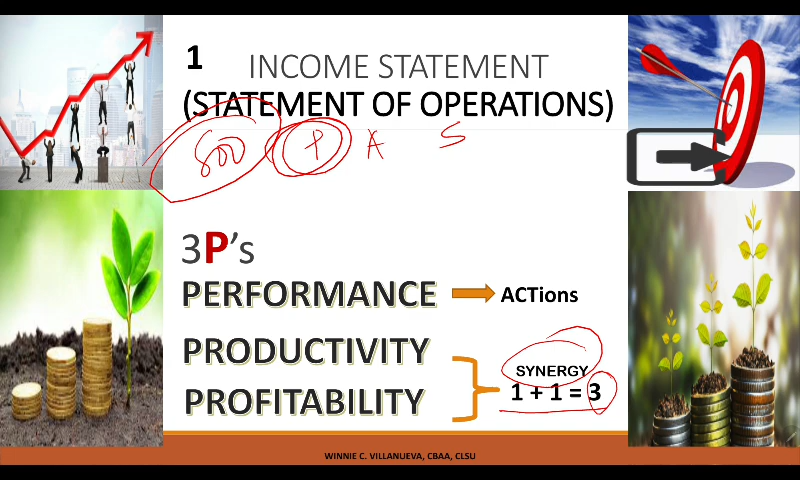 1 INCOME STATEMENT
(STATEMENT OF OPERATIONS)
3P's
PERFORMANCE ACTions
PRODUCTIVITY
SYNERGY
1 + 1 = 3
PROFITABILITY
WINNIE C. VILLANUEVA, CBAA, CLSU